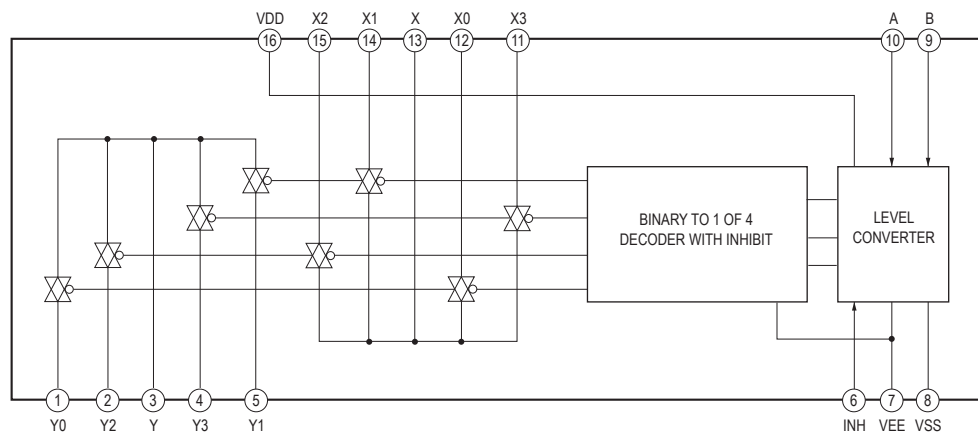 VDD X2 X1 X X0 X3 A B
16 15 14 13 12 11 10 9
BINARY TO 1 OF 4
DECODER WITH INHIBIT
LEVEL
CONVERTER
1 2 3 4 5 6 7 8
Y0 Y2 Y Y3 Y1 INH VEE VSS